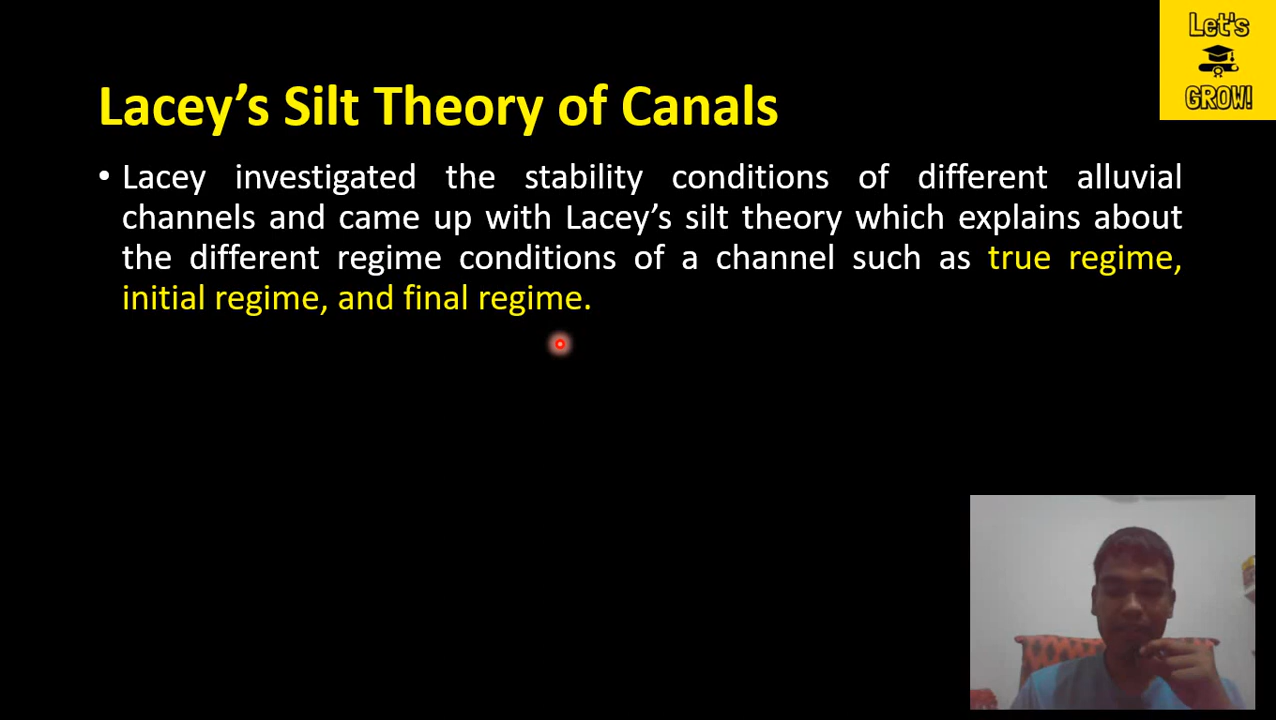 Let's
GROW!
Lacey’s Silt Theory of Canals
• Lacey investigated the stability conditions of different alluvial
channels and came up with Lacey’s silt theory which explains about
the different regime conditions of a channel such as true regime,
initial regime, and final regime.